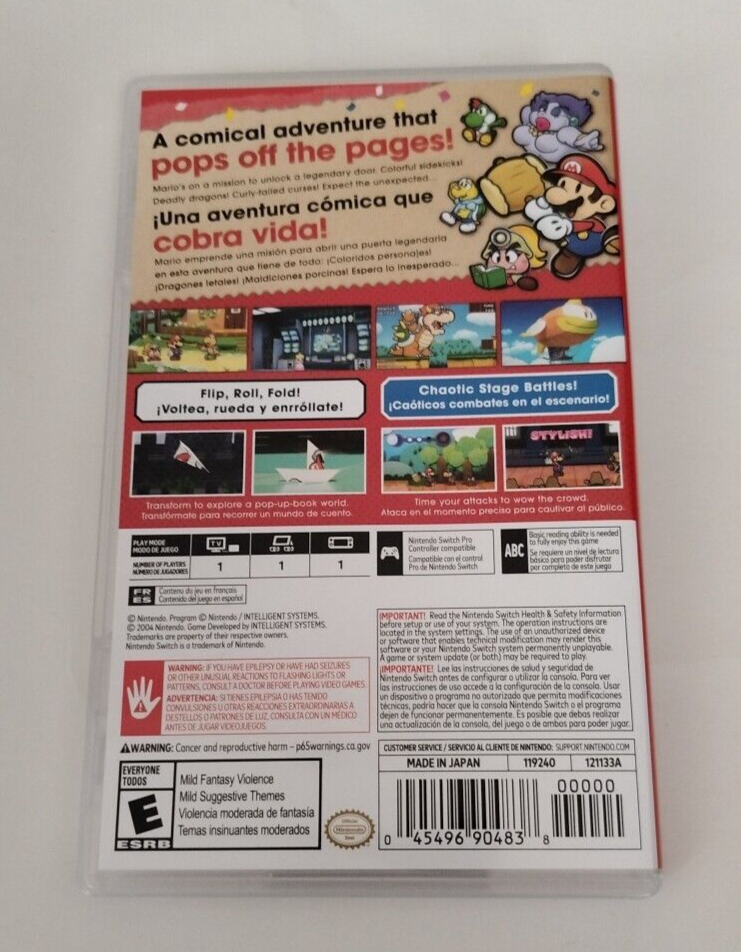 A comical adventure that
pops off the pages!
Mario's on a mission to unlock a legendary door. Colorful sidekicks!
Deadly dragons! Curly-tailed curses! Expect the unexpected...
¡Una aventura cómica que
cobra vida!
Mario emprende una misión para abrir una puerta legendaria
en esta aventura que tiene de todo: ¡Coloridos personajes!
¡Dragones letales! ¡Maldiciones porcinas! Espera lo inesperado...
Flip, Roll, Fold!
¡Voltea, rueda y enrróllate!
Chaotic Stage Battles!
¡Caóticos combates en el escenario!
STYLISH!
Transform to explore a pop-up-book world.
Transfórmate para recorrer un mundo de cuento.
Time your attacks to wow the crowd.
Ataca en el momento preciso para cautivar al público.
PLAY MODE
MODO DE JUEGO
TV
NUMBER OF PLAYERS
NÚMERO DE JUGADORES
1
1
1
Nintendo Switch Pro
Controller compatible
Compatible con el control
Pro de Nintendo Switch
ABC
Basic reading ability is needed
to fully enjoy this game
Se requiere un nivel de lectura
básico para poder disfrutar
por completo de este juego
FR
ES
Contenu du jeu en français
Contenido del juego en español
© Nintendo. Program © Nintendo / INTELLIGENT SYSTEMS.
© 2004 Nintendo. Game Developed by INTELLIGENT SYSTEMS.
Trademarks are property of their respective owners.
Nintendo Switch is a trademark of Nintendo.
WARNING: IF YOU HAVE EPILEPSY OR HAVE HAD SEIZURES
OR OTHER UNUSUAL REACTIONS TO FLASHING LIGHTS OR
PATTERNS, CONSULT A DOCTOR BEFORE PLAYING VIDEO GAMES.
ADVERTENCIA: SI TIENES EPILEPSIA O HAS TENIDO
CONVULSIONES U OTRAS REACCIONES EXTRAORDINARIAS A
DESTELLOS O PATRONES DE LUZ, CONSULTA CON UN MÉDICO
ANTES DE JUGAR VIDEOJUEGOS.
IMPORTANT! Read the Nintendo Switch Health & Safety Information
before setup or use of your system. The operation instructions are
located in the system settings. The use of an unauthorized device
or software that enables technical modification may render this
software or your Nintendo Switch system permanently unplayable.
A game or system update (or both) may be required to play.
¡IMPORTANTE! Lee las instrucciones de salud y seguridad de
Nintendo Switch antes de configurar o utilizar la consola. Para ver
las instrucciones de uso accede a la configuración de la consola. Usar
un dispositivo o programa no autorizado que permita modificaciones
técnicas, podría hacer que la consola Nintendo Switch o el programa
dejen de funcionar permanentemente. Es posible que debas realizar
una actualización de la consola, del juego o de ambos para poder jugar.
WARNING: Cancer and reproductive harm – p65warnings.ca.gov
CUSTOMER SERVICE / SERVICIO AL CLIENTE DE NINTENDO: SUPPORT.NINTENDO.COM
MADE IN JAPAN
119240
121133A
EVERYONE
TODOS
E
ESRB
Mild Fantasy Violence
Mild Suggestive Themes
Violencia moderada de fantasía
Temas insinuantes moderados
Official
Nintendo
Seal
00000
0 45496 90483 8